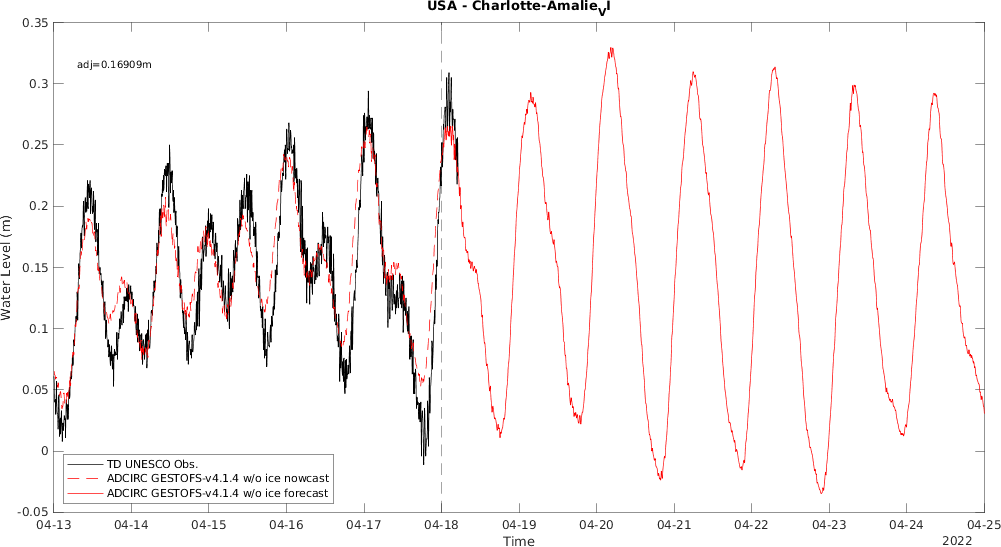 USA - Charlotte-Amalie_VI
0.35
adj=0.16909m
0.3
0.25
0.2
0.15
0.1
0.05
0
-0.05
Water Level (m)
TD UNESCO Obs.
ADCIRC GESTOFS-v4.1.4 w/o ice nowcast
ADCIRC GESTOFS-v4.1.4 w/o ice forecast
04-13 04-14 04-15 04-16 04-17 04-18 04-19 04-20 04-21 04-22 04-23 04-24 04-25
Time
2022